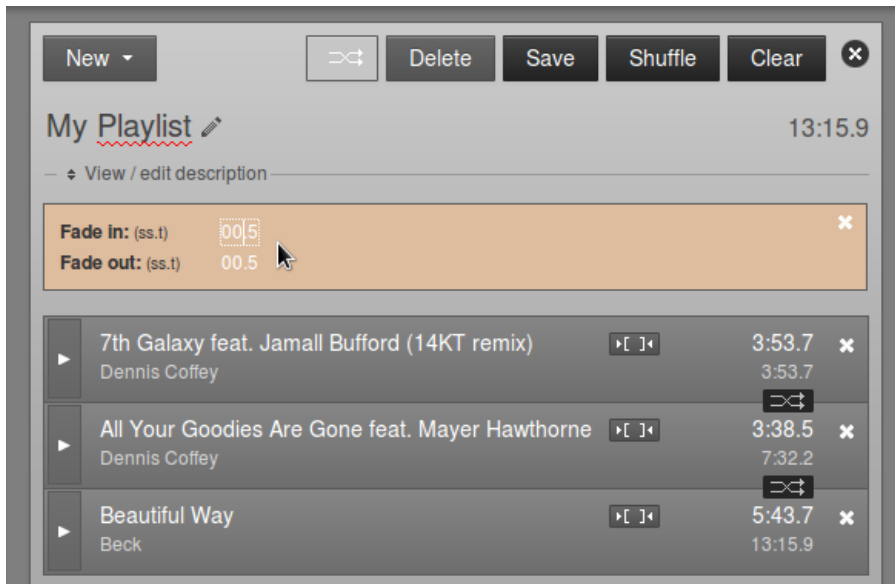 New Delete Save Shuffle Clear
My Playlist 13:15.9
View / edit description
Fade in: (ss.t) 00.5
Fade out: (ss.t) 00.5
7th Galaxy feat. Jamall Bufford (14KT remix) 3:53.7
Dennis Coffey 3:53.7
All Your Goodies Are Gone feat. Mayer Hawthorne 3:38.5
Dennis Coffey 7:32.2
Beautiful Way 5:43.7
Beck 13:15.9